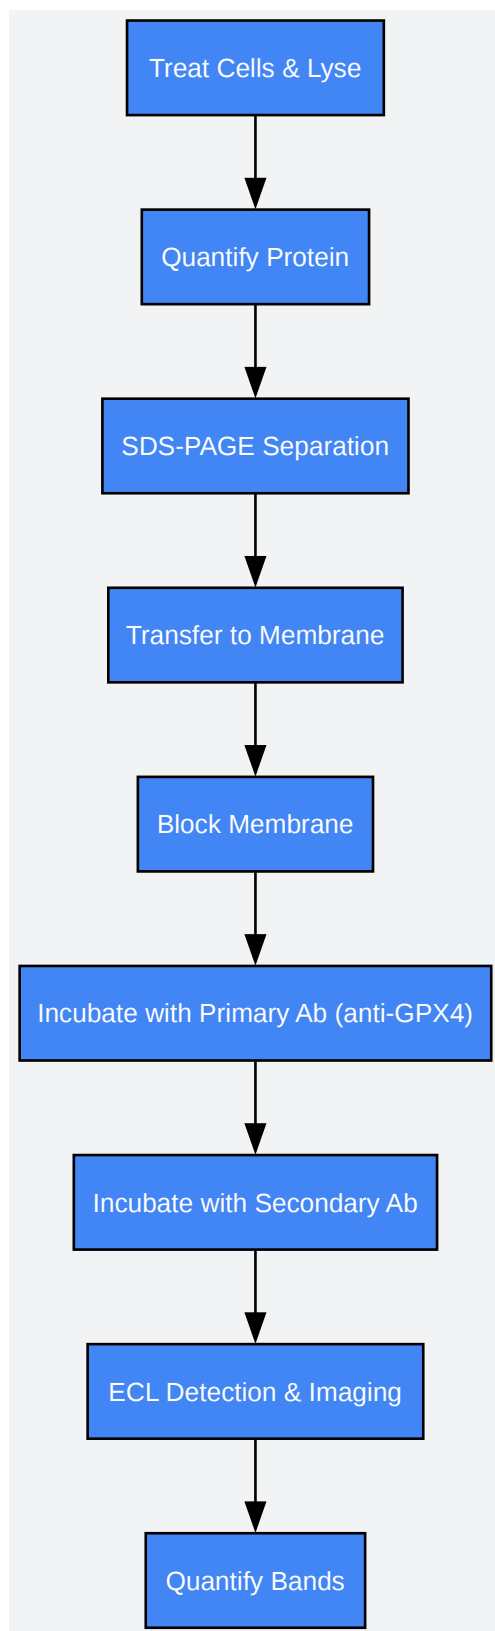 Treat Cells & Lyse
Quantify Protein
SDS-PAGE Separation
Transfer to Membrane
Block Membrane
Incubate with Primary Ab (anti-GPX4)
Incubate with Secondary Ab
ECL Detection & Imaging
Quantify Bands